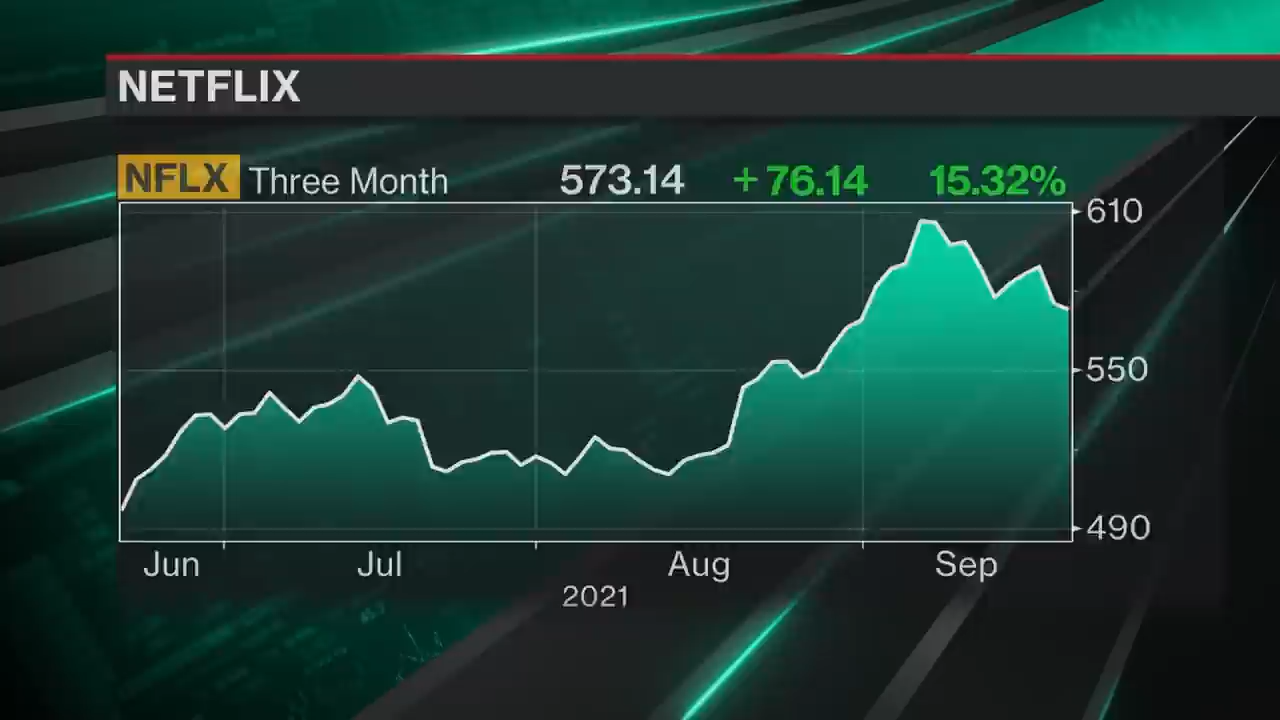 NETFLIX
NFLX Three Month 573.14 +76.14 15.32%
610
550
490
Jun Jul Aug Sep
2021